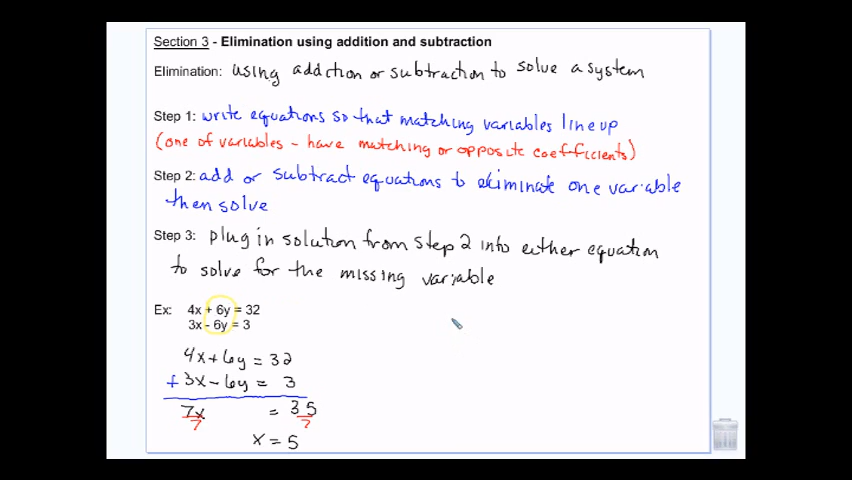 Section 3 - Elimination using addition and subtraction
Elimination: using addction or subtraction to solve a system
Step 1: write equations so that matching variables line up
(one of variables - have matching or opposite coefficients)
Step 2: add or subtract equations to eliminate one variable
then solve
Step 3: plug in solution from Step 2 into either equation
to solve for the missing variable
Ex: 4x + 6y = 32
3x - 6y = 3
4x + 6y = 32
+ 3x - 6y = 3
7x = 35
7 7
x = 5